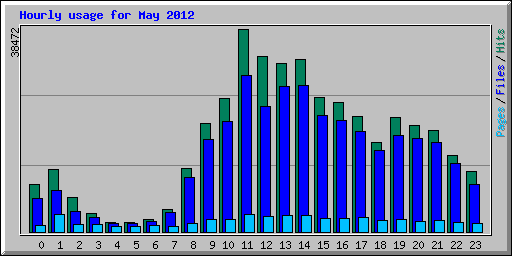 Hourly usage for May 2012
38472
Pages/Files/Hits
0 1 2 3 4 5 6 7 8 9 10 11 12 13 14 15 16 17 18 19 20 21 22 23